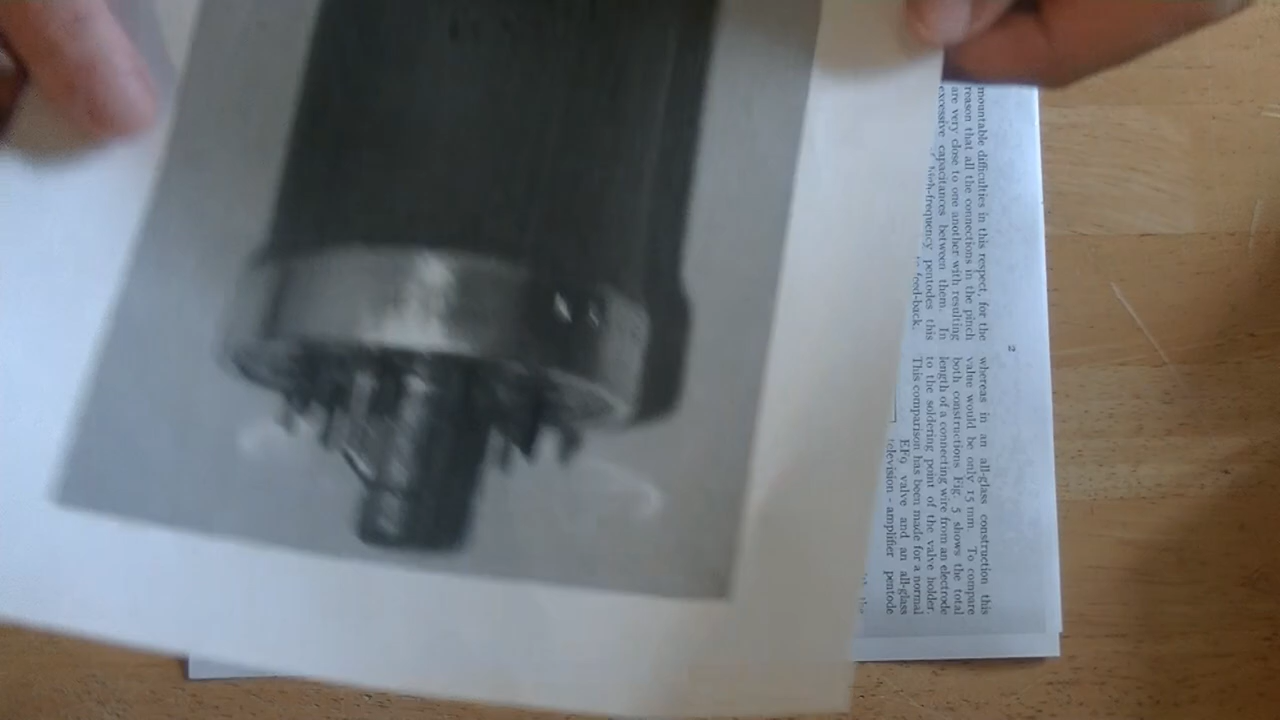 2
mountable difficulties in this respect, for the
reason that all the connections in the pinch
are very close to one another with resulting
excessive capacitances between them. In
high-frequency pentodes this
to feed-back.
whereas in an all-glass construction this
value would be only 15 mm. To compare
both constructions Fig. 5 shows the total
length of a connecting wire from an electrode
to the soldering point of the valve holder.
This comparison has been made for a normal
EF9 valve and an all-glass
television-amplifier pentode